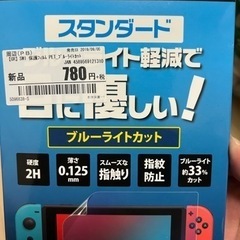 スタンダード
ライト軽減で
優しい!
新品
780円
ブルーライトカット
硬度
2H
薄さ
0.125
mm
スムーズな
指触り
指紋
防止
ブルーライト
約33%
カット